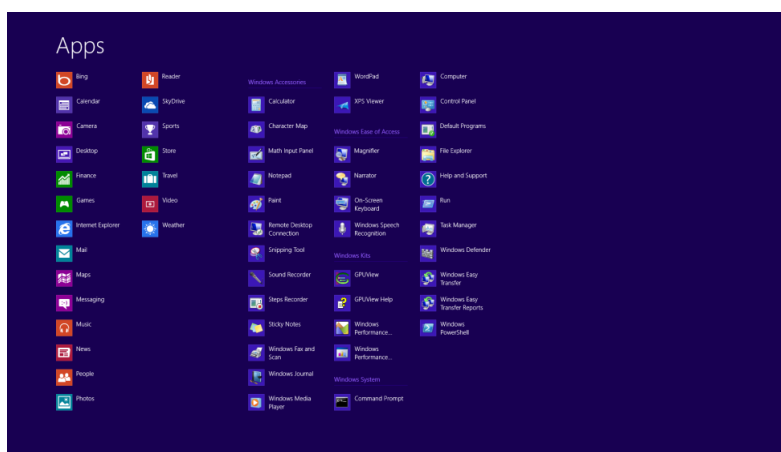 Apps
Bing
Calendar
Camera
Desktop
Finance
Games
Internet Explorer
Mail
Maps
Messaging
Music
News
People
Photos
Reader
SkyDrive
Sports
Store
Travel
Video
Weather
Windows Accessories
Calculator
Character Map
Math Input Panel
Notepad
Paint
Remote Desktop
Connection
Snipping Tool
Sound Recorder
Steps Recorder
Sticky Notes
Windows Fax and
Scan
Windows Journal
Windows Media
Player
WordPad
XPS Viewer
Windows Ease of Access
Magnifier
Narrator
On-Screen
Keyboard
Windows Speech
Recognition
Windows Kits
GPUView
GPUView Help
Windows
Performance...
Windows
Performance...
Windows System
Command Prompt
Computer
Control Panel
Default Programs
File Explorer
Help and Support
Run
Task Manager
Windows Defender
Windows Easy
Transfer
Windows Easy
Transfer Reports
Windows
PowerShell